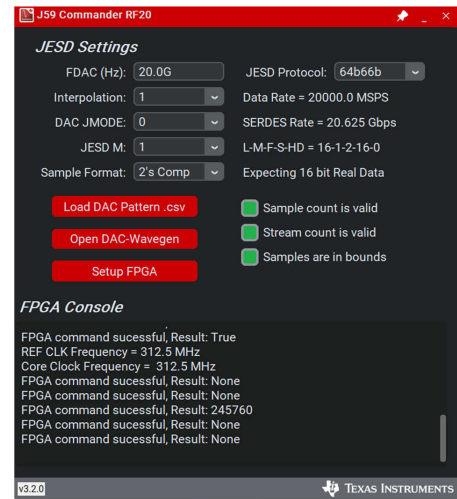 J59 Commander RF20
JESD Settings
FDAC (Hz): 20.0G JESD Protocol: 64b66b
Interpolation: 1 Data Rate = 20000.0 MSPS
DAC JMODE: 0 SERDES Rate = 20.625 Gbps
JESD M: 1 L-M-F-S-HD = 16-1-2-16-0
Sample Format: 2's Comp Expecting 16 bit Real Data
Load DAC Pattern .csv Sample count is valid
Open DAC-Wavegen Stream count is valid
Setup FPGA Samples are in bounds
FPGA Console
FPGA command sucessful, Result: True
REF CLK Frequency = 312.5 MHz
Core Clock Frequency = 312.5 MHz
FPGA command sucessful, Result: None
FPGA command sucessful, Result: None
FPGA command sucessful, Result: 245760
FPGA command sucessful, Result: None
FPGA command sucessful, Result: None
v3.2.0 TEXAS INSTRUMENTS